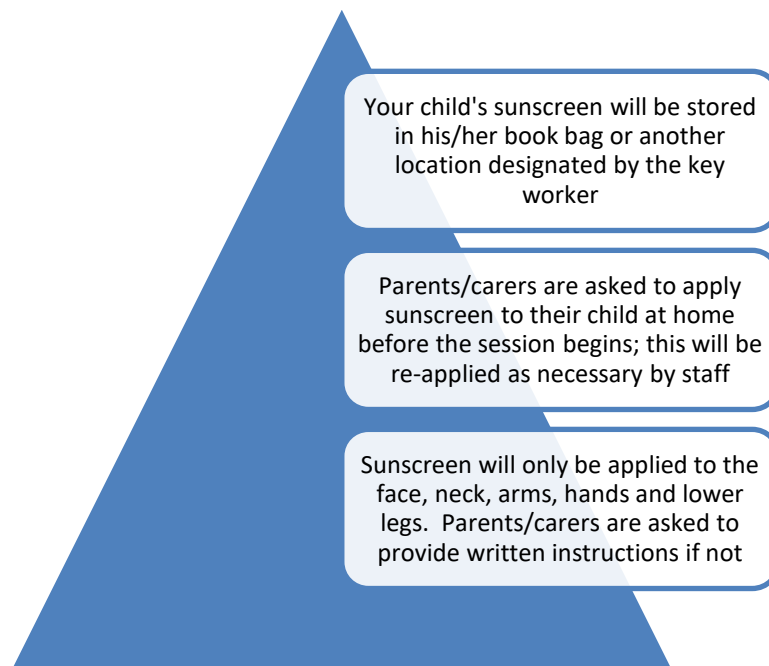 Your child's sunscreen will be stored
in his/her book bag or another
location designated by the key
worker
Parents/carers are asked to apply
sunscreen to their child at home
before the session begins; this will be
re-applied as necessary by staff
Sunscreen will only be applied to the
face, neck, arms, hands and lower
legs.  Parents/carers are asked to
provide written instructions if not